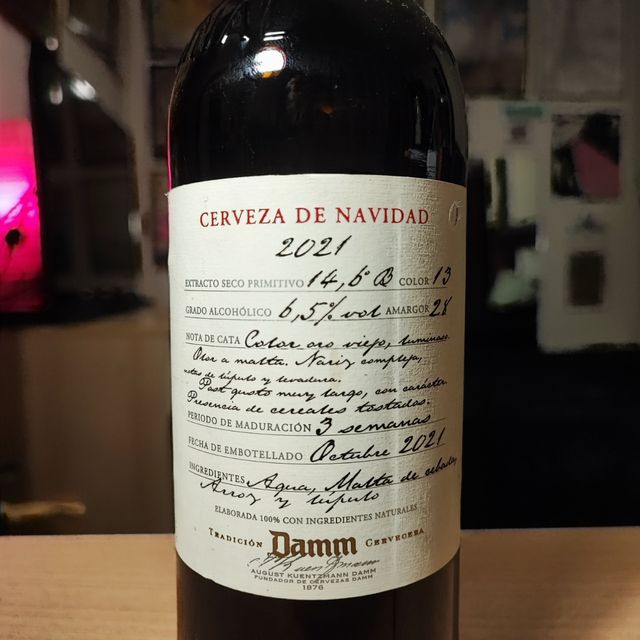 CERVEZA DE NAVIDAD
2021
EXTRACTO SECO PRIMITIVO 14,6º B COLOR 13
GRADO ALCOHÓLICO 6,5% vol AMARGOR 28
NOTA DE CATA Color oro viejo, luminoso.
Olor a malta. Nariz compleja,
notas de lúpulo y levadura.
Post gusto muy largo, con carácter.
Presencia de cereales tostados.
PERIODO DE MADURACIÓN 3 semanas
FECHA DE EMBOTELLADO Octubre 2021
INGREDIENTES Agua, Malta de cebada,
Arroz y lúpulo
ELABORADA 100% CON INGREDIENTES NATURALES
TRADICIÓN Damm CERVECERA
AUGUST KUENTZMANN DAMM
FUNDADOR DE CERVEZAS DAMM
1876